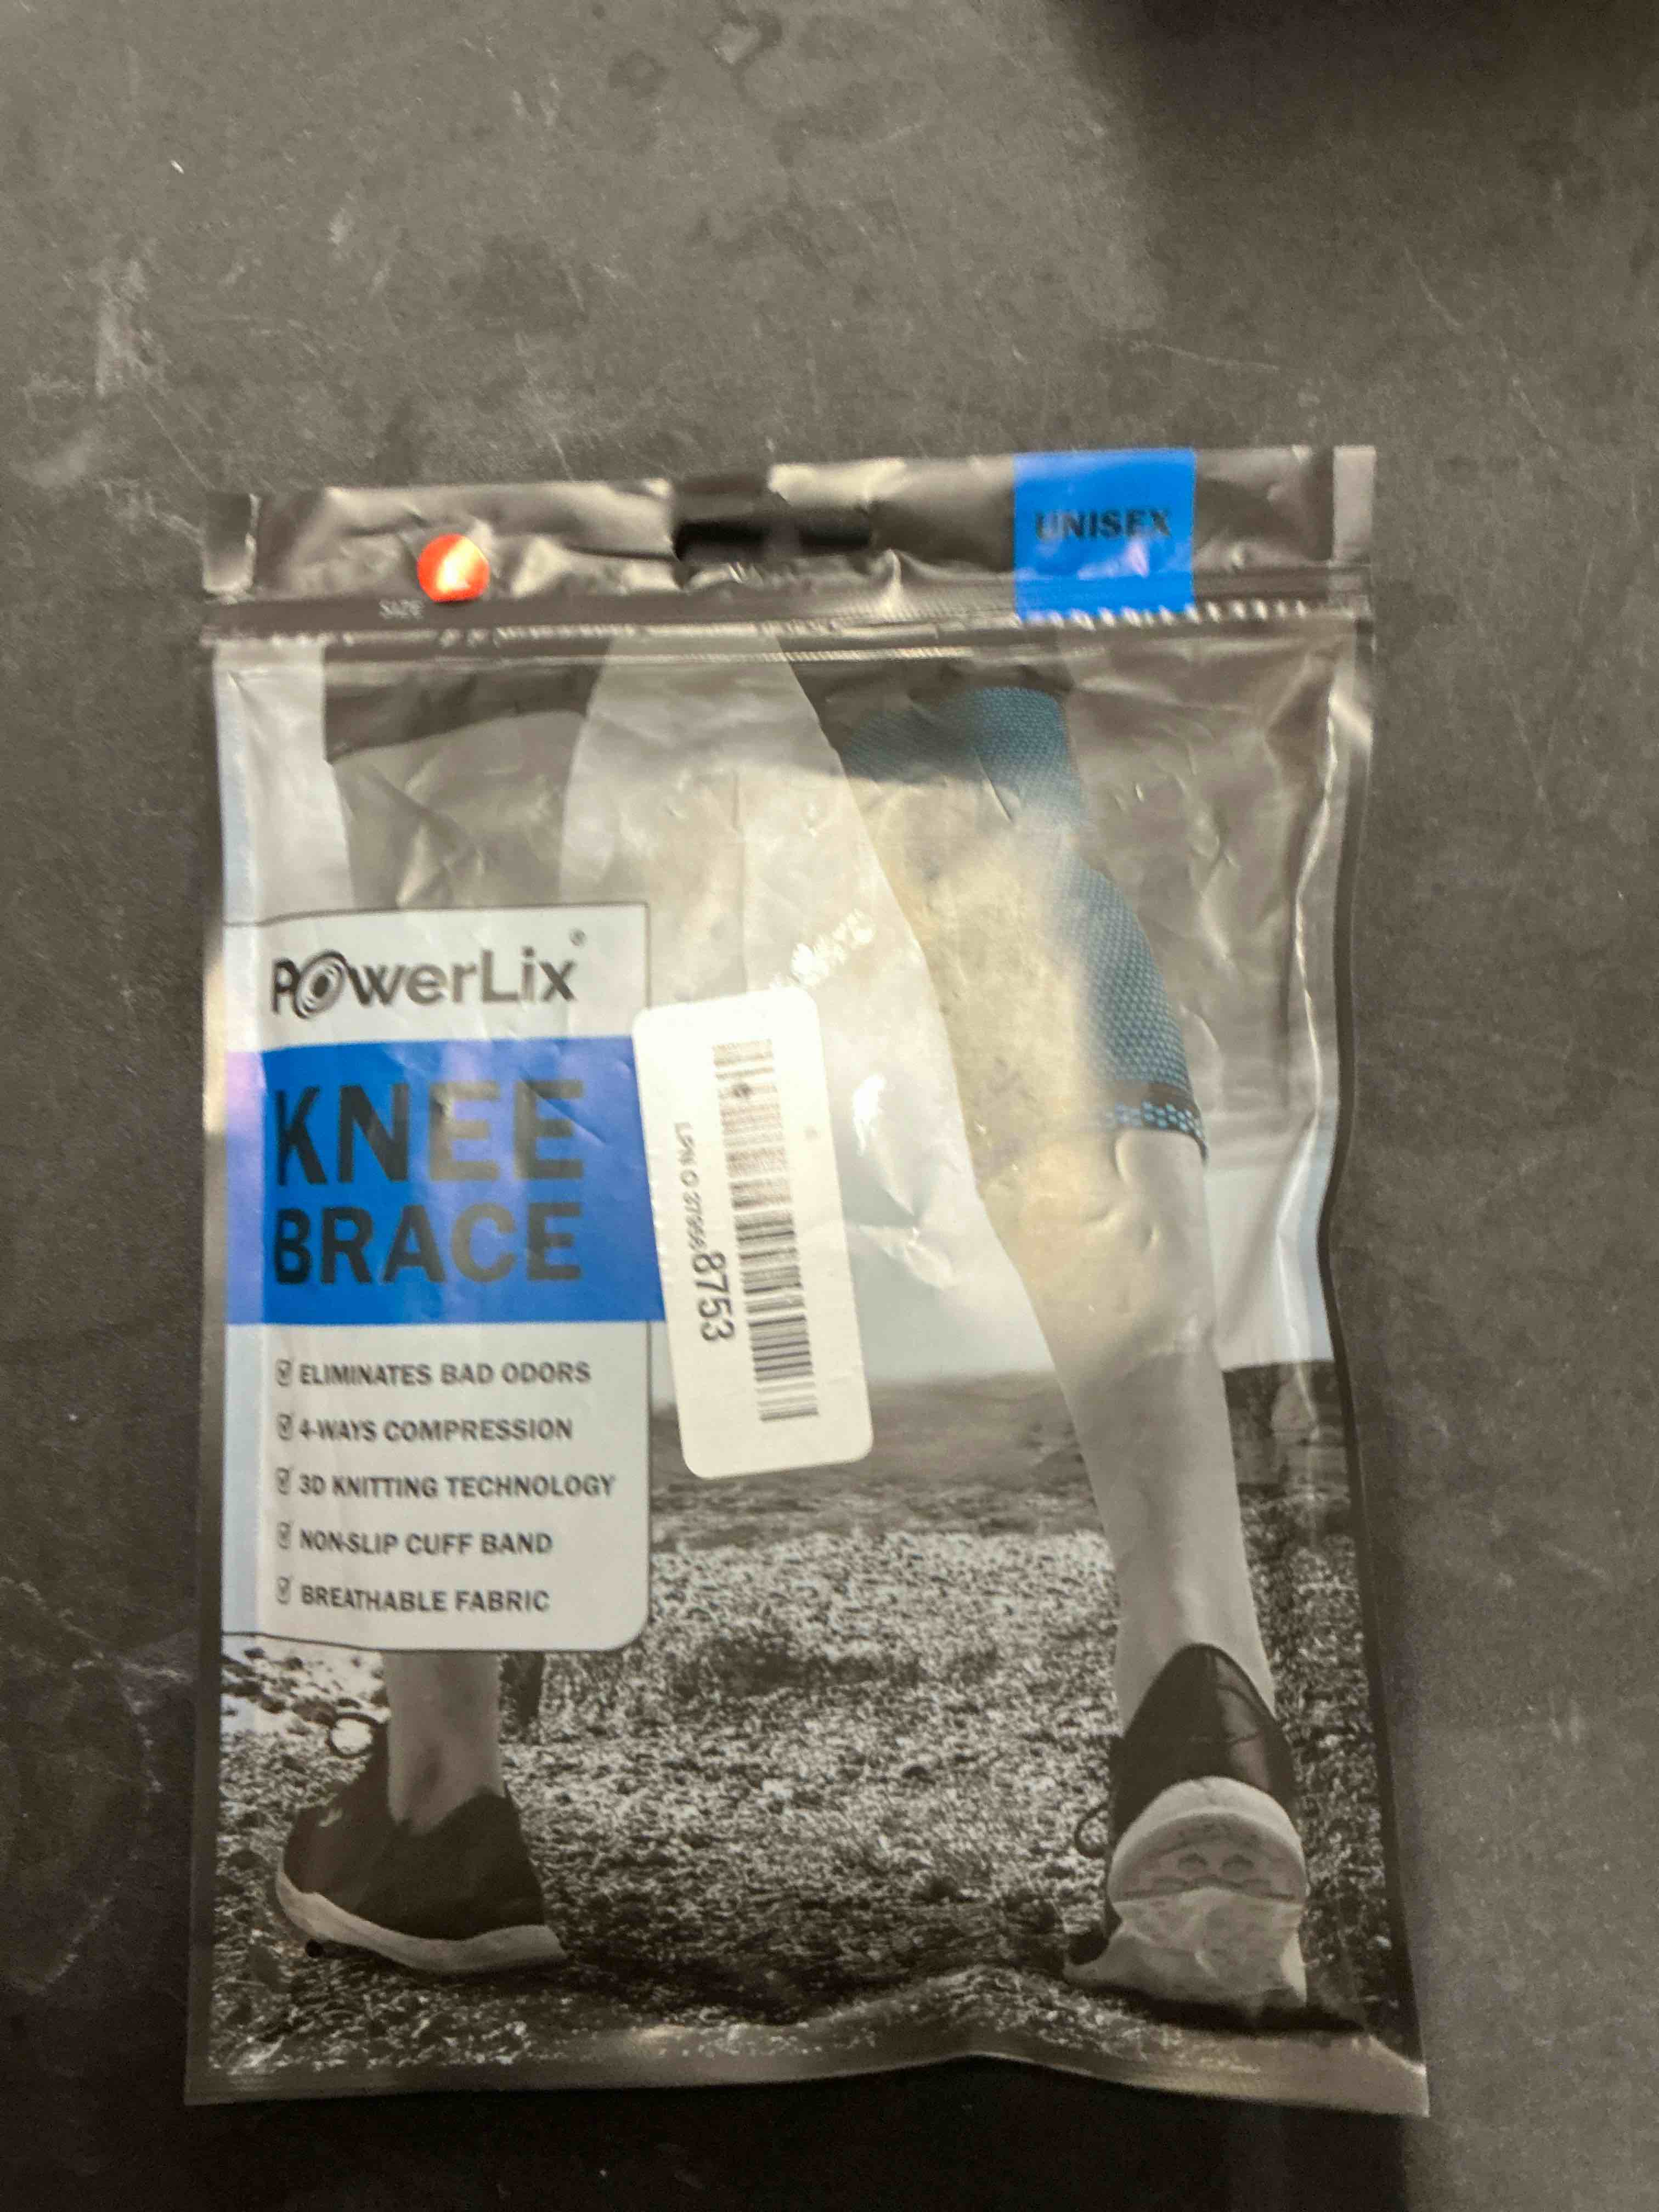 UNISEX
SIZE
PowerLix®
KNEE
BRACE
ELIMINATES BAD ODORS
4-WAYS COMPRESSION
3D KNITTING TECHNOLOGY
NON-SLIP CUFF BAND
BREATHABLE FABRIC
8753